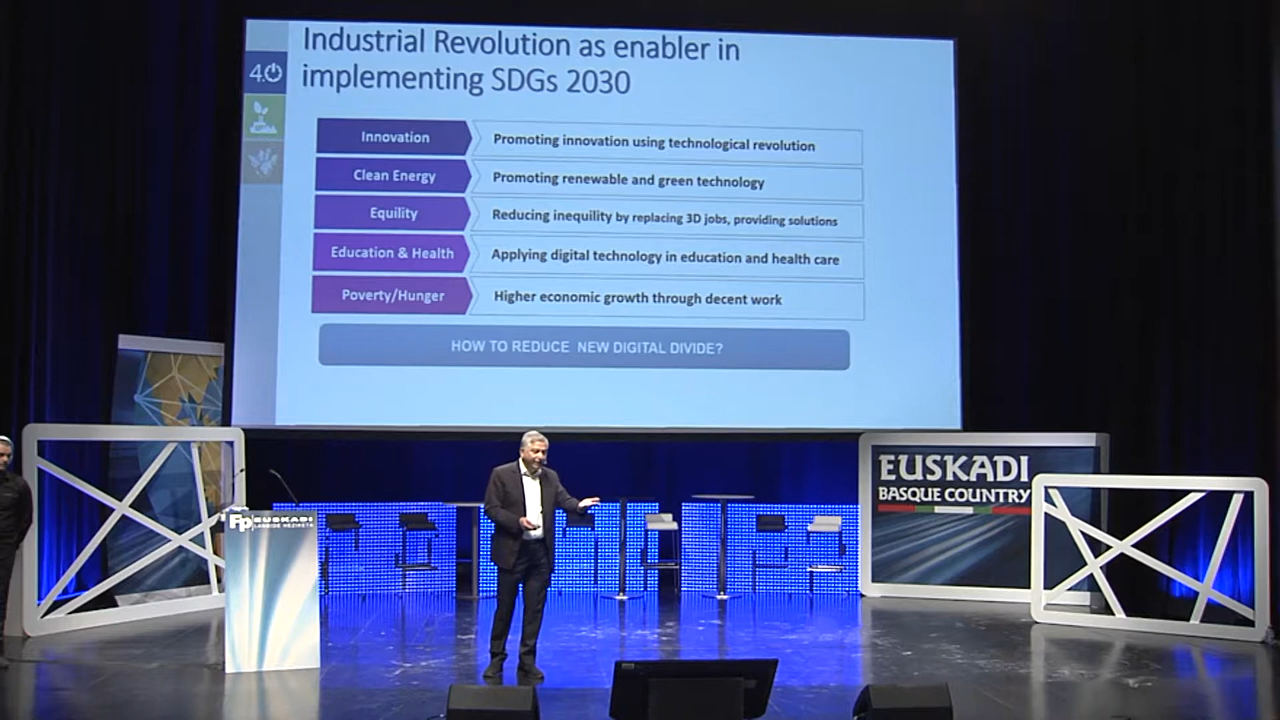 Industrial Revolution as enabler in
implementing SDGs 2030
4.0
Innovation
Promoting innovation using technological revolution
Clean Energy
Promoting renewable and green technology
Equility
Reducing inequility by replacing 3D jobs, providing solutions
Education & Health
Applying digital technology in education and health care
Poverty/Hunger
Higher economic growth through decent work
HOW TO REDUCE NEW DIGITAL DIVIDE?
EUSKADI
BASQUE COUNTRY
Fp EUSKADI
LANBIDE HEZIKETA